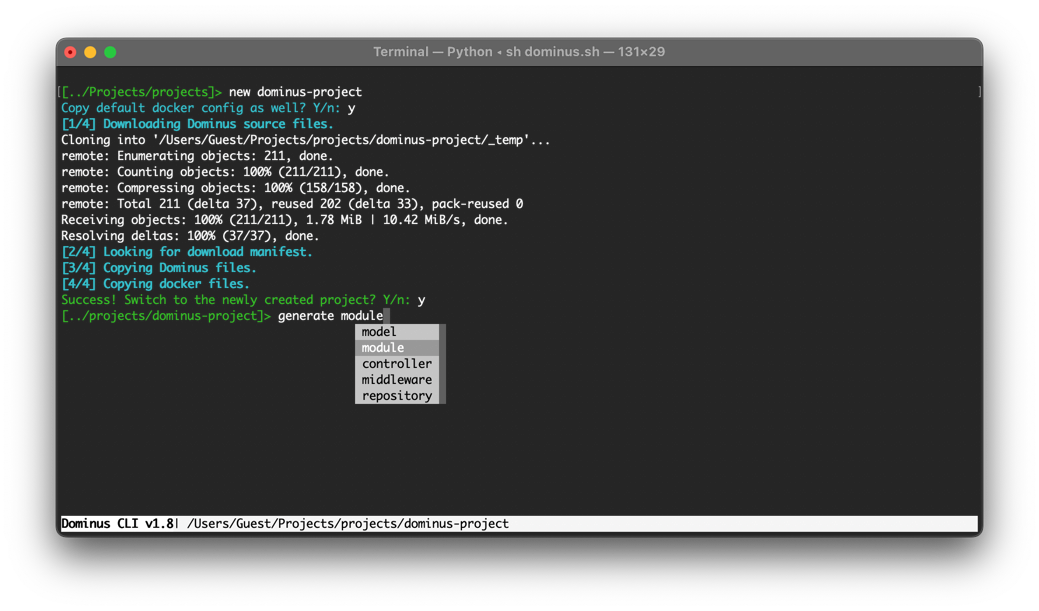 Terminal — Python ◂ sh dominus.sh — 131×29
[[../Projects/projects]> new dominus-project ]
Copy default docker config as well? Y/n: y
[1/4] Downloading Dominus source files.
Cloning into '/Users/Guest/Projects/projects/dominus-project/_temp'...
remote: Enumerating objects: 211, done.
remote: Counting objects: 100% (211/211), done.
remote: Compressing objects: 100% (158/158), done.
remote: Total 211 (delta 37), reused 202 (delta 33), pack-reused 0
Receiving objects: 100% (211/211), 1.78 MiB | 10.42 MiB/s, done.
Resolving deltas: 100% (37/37), done.
[2/4] Looking for download manifest.
[3/4] Copying Dominus files.
[4/4] Copying docker files.
Success! Switch to the newly created project? Y/n: y
[../projects/dominus-project]> generate module
model
module
controller
middleware
repository
Dominus CLI v1.8| /Users/Guest/Projects/projects/dominus-project